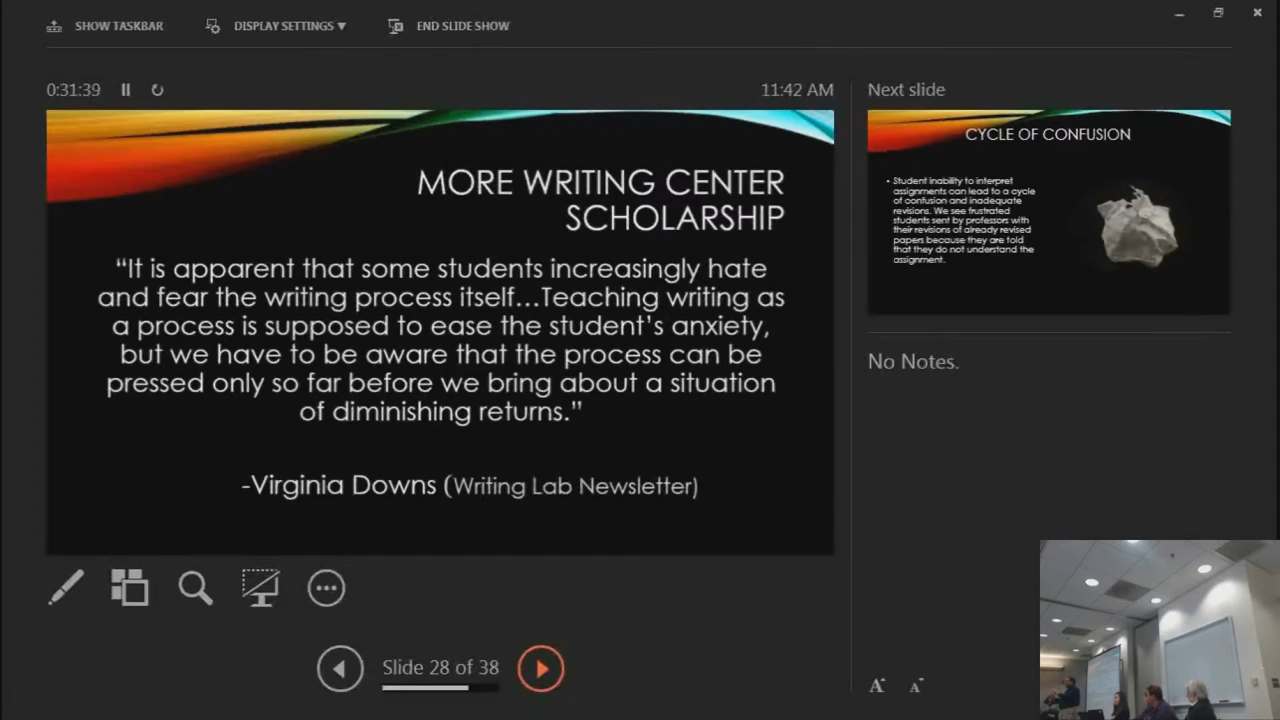 SHOW TASKBAR
DISPLAY SETTINGS ▼
END SLIDE SHOW
0:31:39
11:42 AM
MORE WRITING CENTER
SCHOLARSHIP
“It is apparent that some students increasingly hate
and fear the writing process itself…Teaching writing as
a process is supposed to ease the student’s anxiety,
but we have to be aware that the process can be
pressed only so far before we bring about a situation
of diminishing returns.”
-Virginia Downs (Writing Lab Newsletter)
Slide 28 of 38
Next slide
CYCLE OF CONFUSION
• Student inability to interpret
assignments can lead to a cycle
of confusion and inadequate
revisions. We see frustrated
students sent by professors with
their revisions of already revised
papers because they are told
that they do not understand the
assignment.
No Notes.
A A